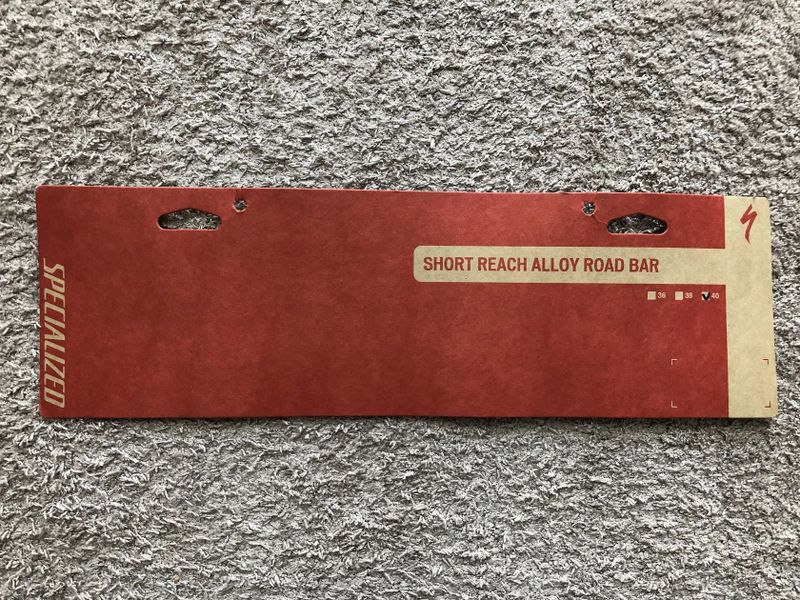 SPECIALIZED
SHORT REACH ALLOY ROAD BAR
36 38 40